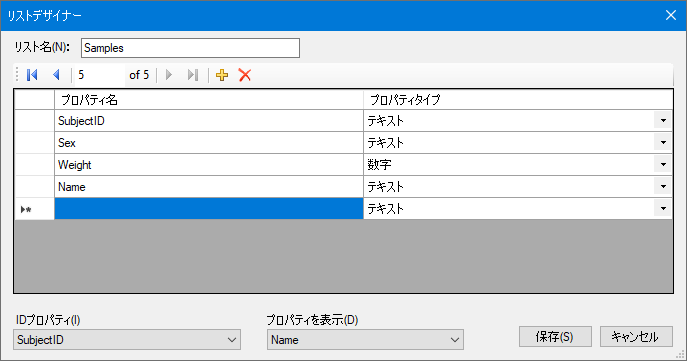 リストデザイナー
リスト名(N): Samples
5 of 5
プロパティ名 プロパティタイプ
SubjectID テキスト
Sex テキスト
Weight 数字
Name テキスト
テキスト
IDプロパティ(I) プロパティを表示(D)
SubjectID Name 保存(S) キャンセル